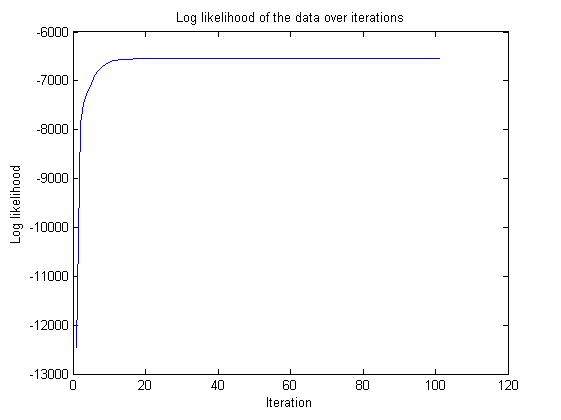 Log likelihood of the data over iterations
-6000
-7000
-8000
-9000
-10000
-11000
-12000
-13000
Log likelihood
0 20 40 60 80 100 120
Iteration